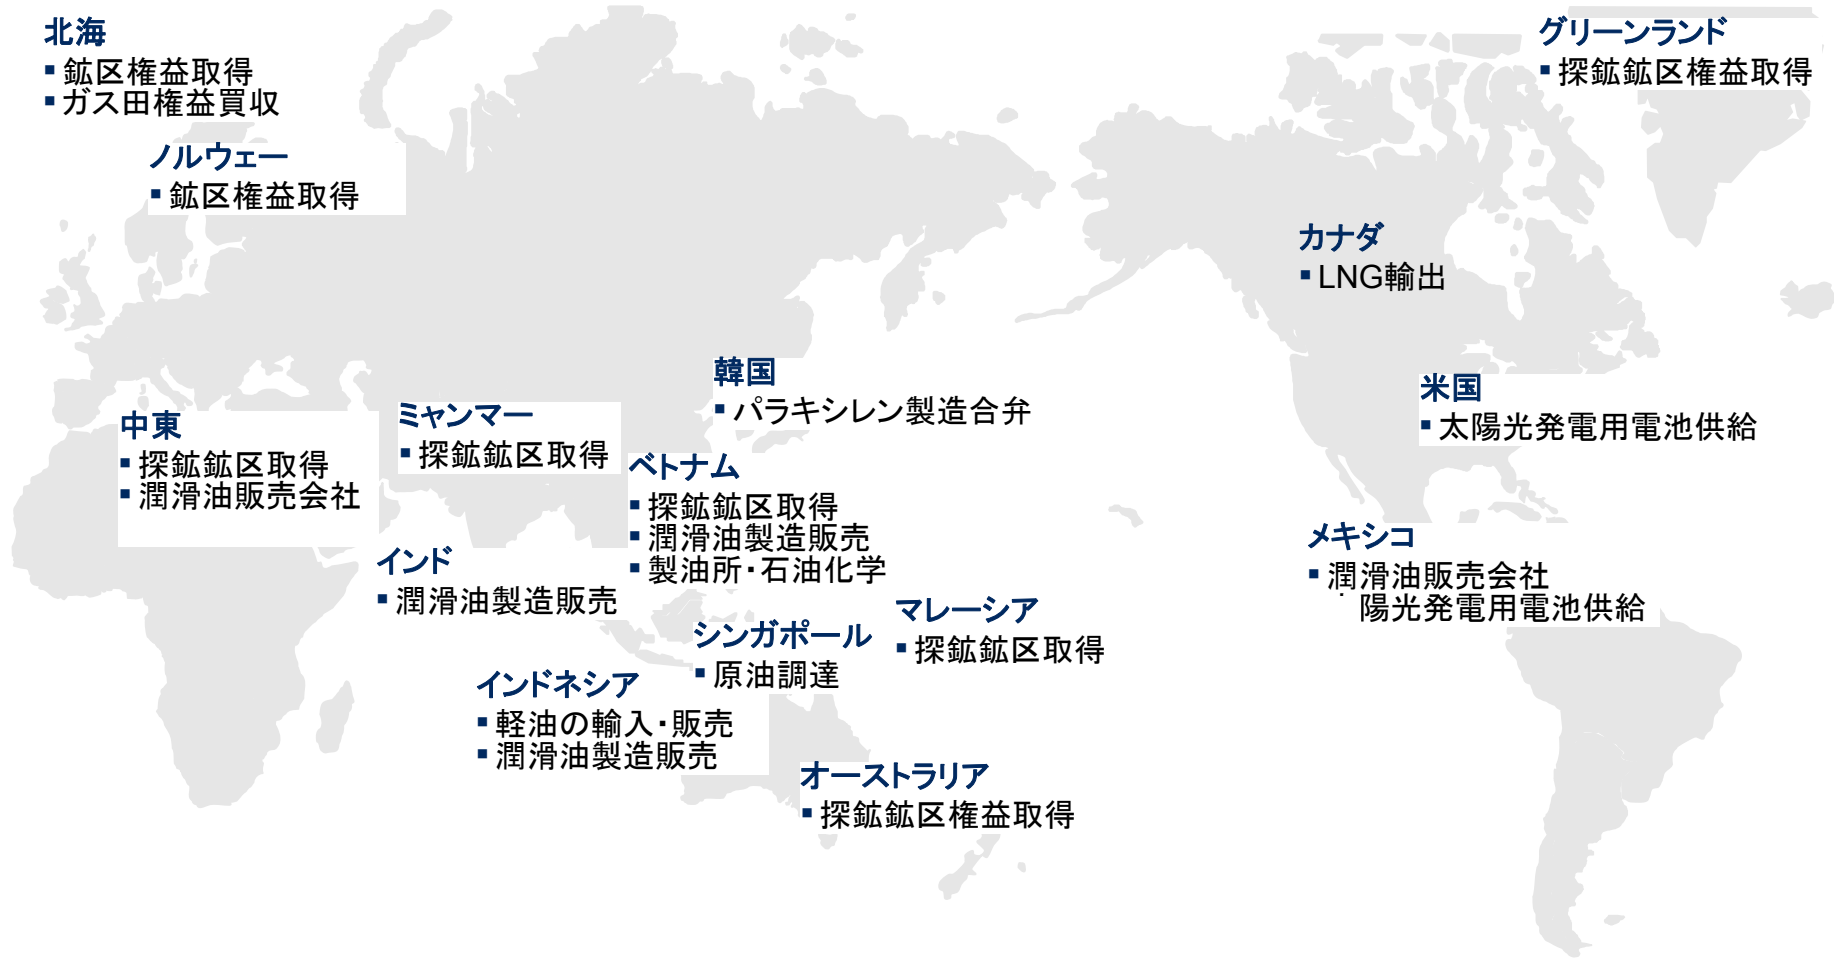 北海
▪ 鉱区権益取得
▪ ガス田権益買収
ノルウェー
▪ 鉱区権益取得
グリーンランド
▪ 探鉱鉱区権益取得
カナダ
▪ LNG輸出
韓国
▪ パラキシレン製造合弁
米国
▪ 太陽光発電用電池供給
中東
▪ 探鉱鉱区取得
▪ 潤滑油販売会社
ミャンマー
▪ 探鉱鉱区取得
ベトナム
▪ 探鉱鉱区取得
▪ 潤滑油製造販売
▪ 製油所・石油化学
インド
▪ 潤滑油製造販売
メキシコ
▪ 潤滑油販売会社
陽光発電用電池供給
マレーシア
▪ 探鉱鉱区取得
シンガポール
▪ 原油調達
インドネシア
▪ 軽油の輸入・販売
▪ 潤滑油製造販売
オーストラリア
▪ 探鉱鉱区権益取得